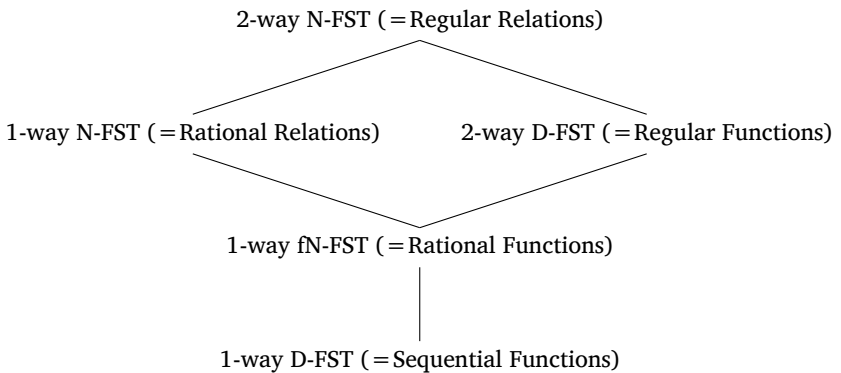 2-way N-FST (=Regular Relations)
1-way N-FST (=Rational Relations)
2-way D-FST (=Regular Functions)
1-way fN-FST (=Rational Functions)
1-way D-FST (=Sequential Functions)